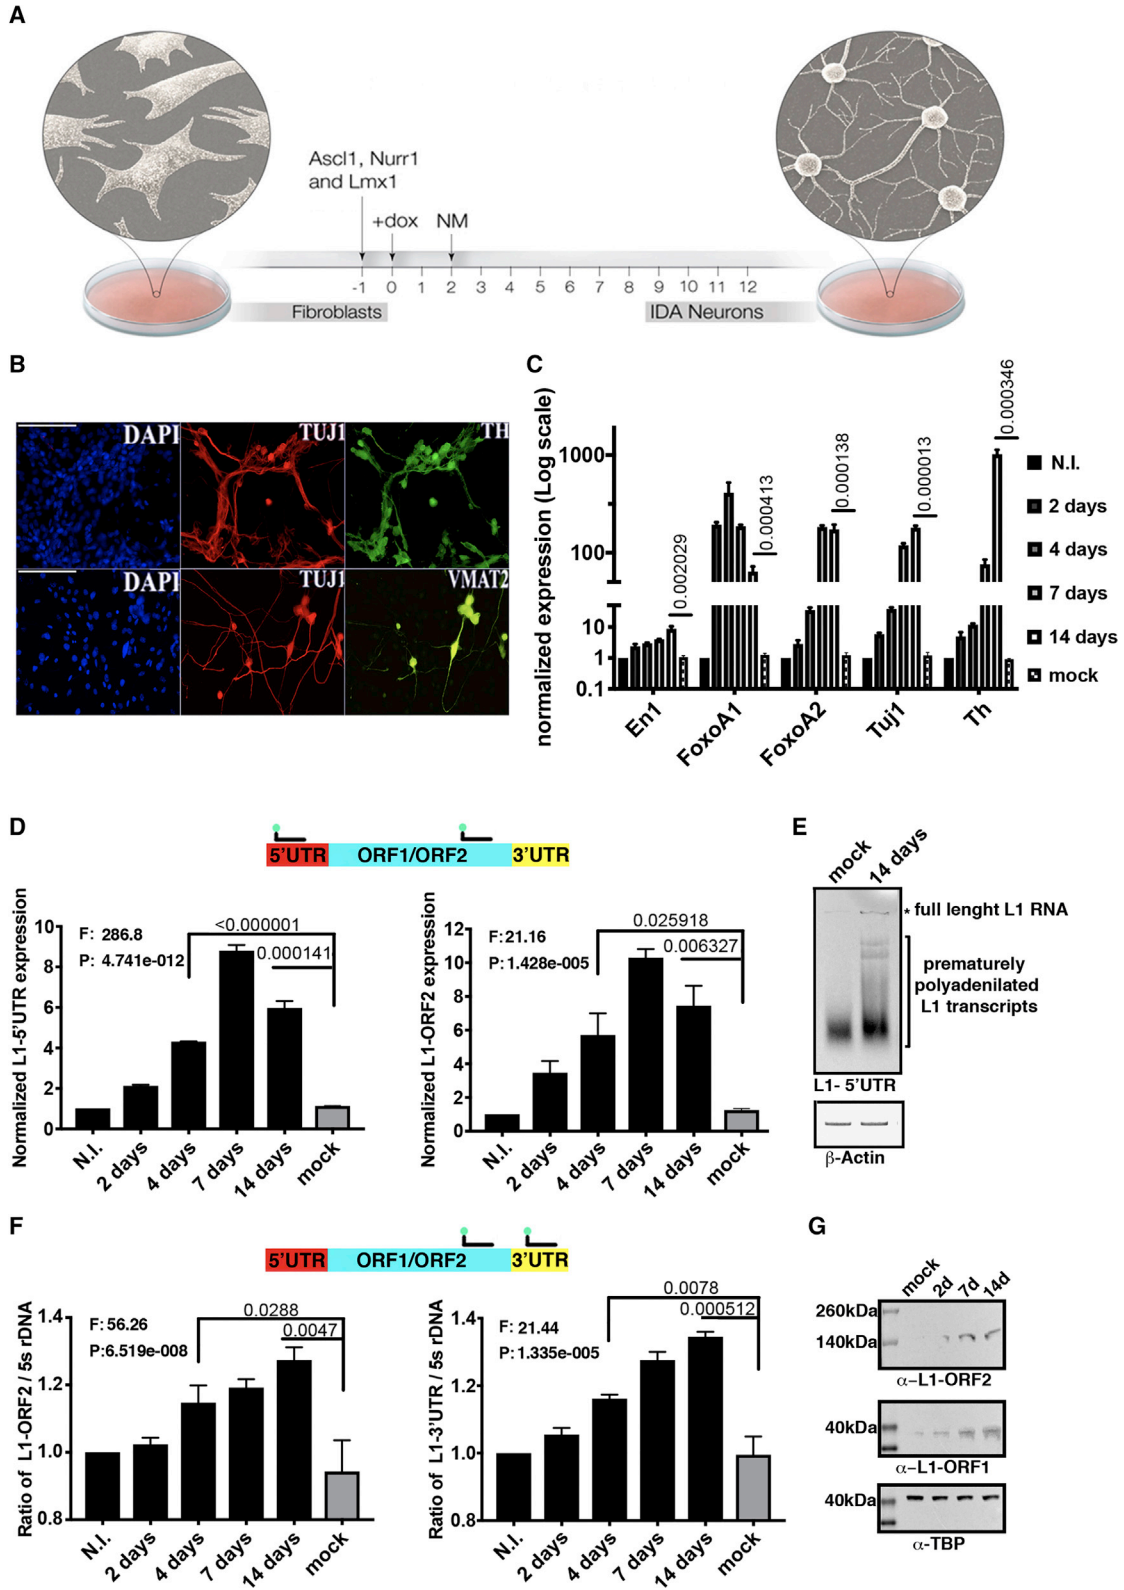 A
Ascl1, Nurr1
and Lmx1
+dox
NM
-1 0 1 2 3 4 5 6 7 8 9 10 11 12
Fibroblasts
IDA Neurons
B
DAPI
TUJ1
TH
DAPI
TUJ1
VMAT2
C
normalized expression (Log scale)
1000
100
10
1
0.1
0.002029
0.000413
0.000138
0.000013
0.000346
En1
FoxoA1
FoxoA2
Tuj1
Th
N.I.
2 days
4 days
7 days
14 days
mock
D
5'UTR ORF1/ORF2 3'UTR
Normalized L1-5'UTR expression
10
8
6
4
2
0
F: 286.8
P: 4.741e-012
<0.000001
0.0001416
N.I.
2 days
4 days
7 days
14 days
mock
Normalized L1-ORF2 expression
12
10
8
6
4
2
0
F:21.16
P:1.428e-005
0.025918
0.006327
N.I.
2 days
4 days
7 days
14 days
mock
E
mock
14 days
* full lenght L1 RNA
prematurely
polyadenilated
L1 transcripts
L1- 5'UTR
β-Actin
F
5'UTR ORF1/ORF2 3'UTR
Ratio of L1-ORF2 / 5s rDNA
1.4
1.2
1.0
0.8
F:56.26
P:6.519e-008
0.0288
0.0047
N.I.
2 days
4 days
7 days
14 days
mock
Ratio of L1-3'UTR / 5s rDNA
1.4
1.2
1.0
0.8
F: 21.44
P:1.335e-005
0.0078
0.000512
N.I.
2 days
4 days
7 days
14 days
mock
G
mock
2d
7d
14d
260kDa
140kDa
α-L1-ORF2
40kDa
α-L1-ORF1
40kDa
α-TBP